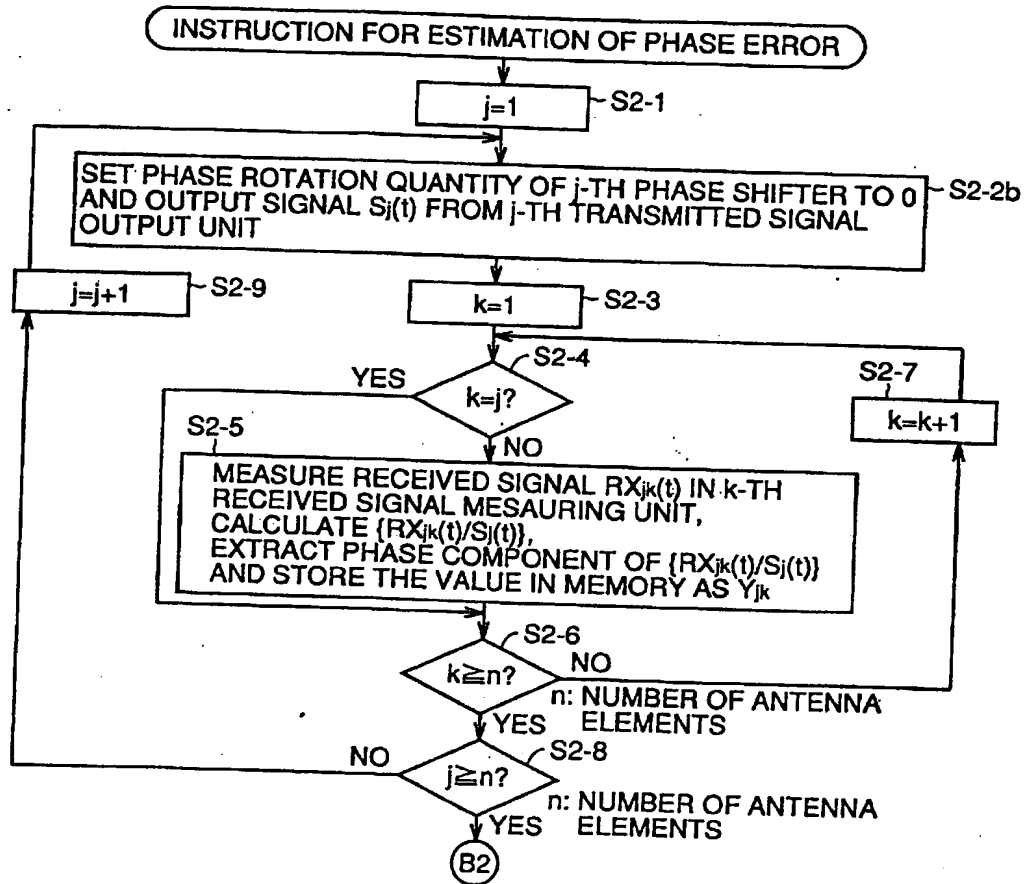 INSTRUCTION FOR ESTIMATION OF PHASE ERROR
j=1
S2-1
SET PHASE ROTATION QUANTITY OF j-TH PHASE SHIFTER TO 0
AND OUTPUT SIGNAL Sj(t) FROM j-TH TRANSMITTED SIGNAL
OUTPUT UNIT
S2-2b
j=j+1
S2-9
k=1
S2-3
S2-4
YES
k=j?
NO
S2-7
k=k+1
S2-5
MEASURE RECEIVED SIGNAL RXjk(t) IN k-TH
RECEIVED SIGNAL MESAURING UNIT,
CALCULATE {RXjk(t)/Sj(t)},
EXTRACT PHASE COMPONENT OF {RXjk(t)/Sj(t)}
AND STORE THE VALUE IN MEMORY AS Yjk
S2-6
k≧n?
NO
n: NUMBER OF ANTENNA
ELEMENTS
YES
S2-8
NO
j≧n?
n: NUMBER OF ANTENNA
ELEMENTS
YES
B2